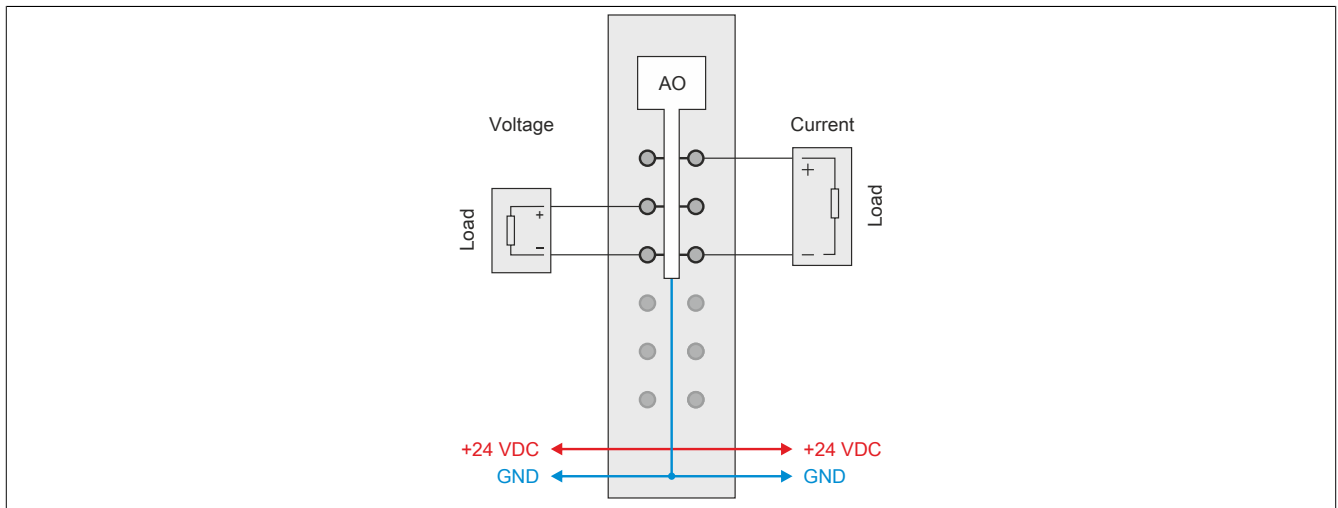 AO
Voltage
Current
Load
+
−
+
−
Load
+24 VDC
+24 VDC
GND
GND